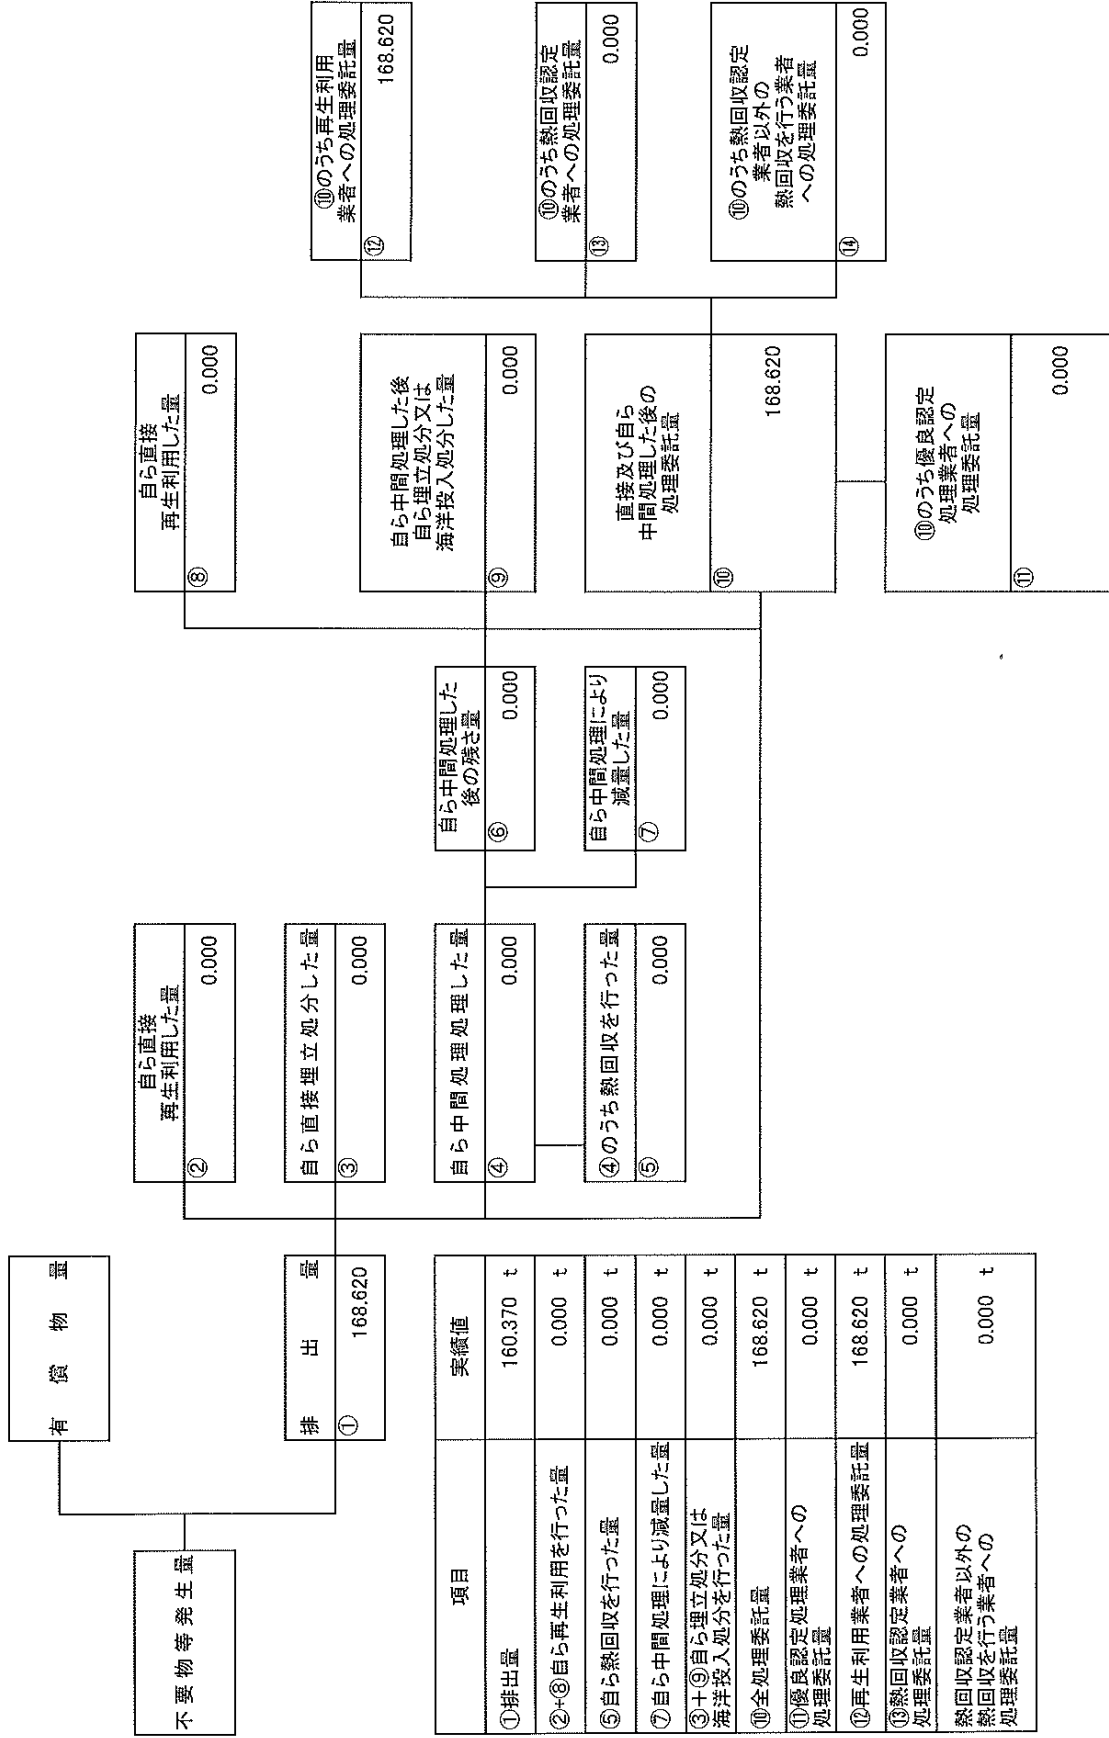 不要物等発生量
有償物量
排出量
①
168.620
自ら直接
再生利用した量
②
0.000
自ら直接埋立処分した量
③
0.000
自ら中間処理処理した量
④
0.000
④のうち熱回収を行った量
⑤
0.000
自ら中間処理した
後の残さ量
⑥
0.000
自ら中間処理により
減量した量
⑦
0.000
自ら直接
再生利用した量
⑧
0.000
自ら中間処理した後
自ら埋立処分又は
海洋投入処分した量
⑨
0.000
直接及び自ら
中間処理した後の
処理委託量
⑩
168.620
⑩のうち優良認定
処理業者への
処理委託量
⑪
0.000
⑩のうち再生利用
業者への処理委託量
⑫
168.620
⑩のうち熱回収認定
業者への処理委託量
⑬
0.000
⑩のうち熱回収認定
業者以外の
熱回収を行う業者
への処理委託量
⑭
0.000
項目 実績値
①排出量 160.370 t
②+⑧自ら再生利用を行った量 0.000 t
⑤自ら熱回収を行った量 0.000 t
⑦自ら中間処理により減量した量 0.000 t
③+⑨自ら埋立処分又は
海洋投入処分を行った量 0.000 t
⑩全処理委託量 168.620 t
⑪優良認定処理業者への
処理委託量 0.000 t
⑫再生利用業者への処理委託量 168.620 t
⑬熱回収認定業者への
処理委託量 0.000 t
熱回収認定業者以外の
熱回収を行う業者への
処理委託量 0.000 t